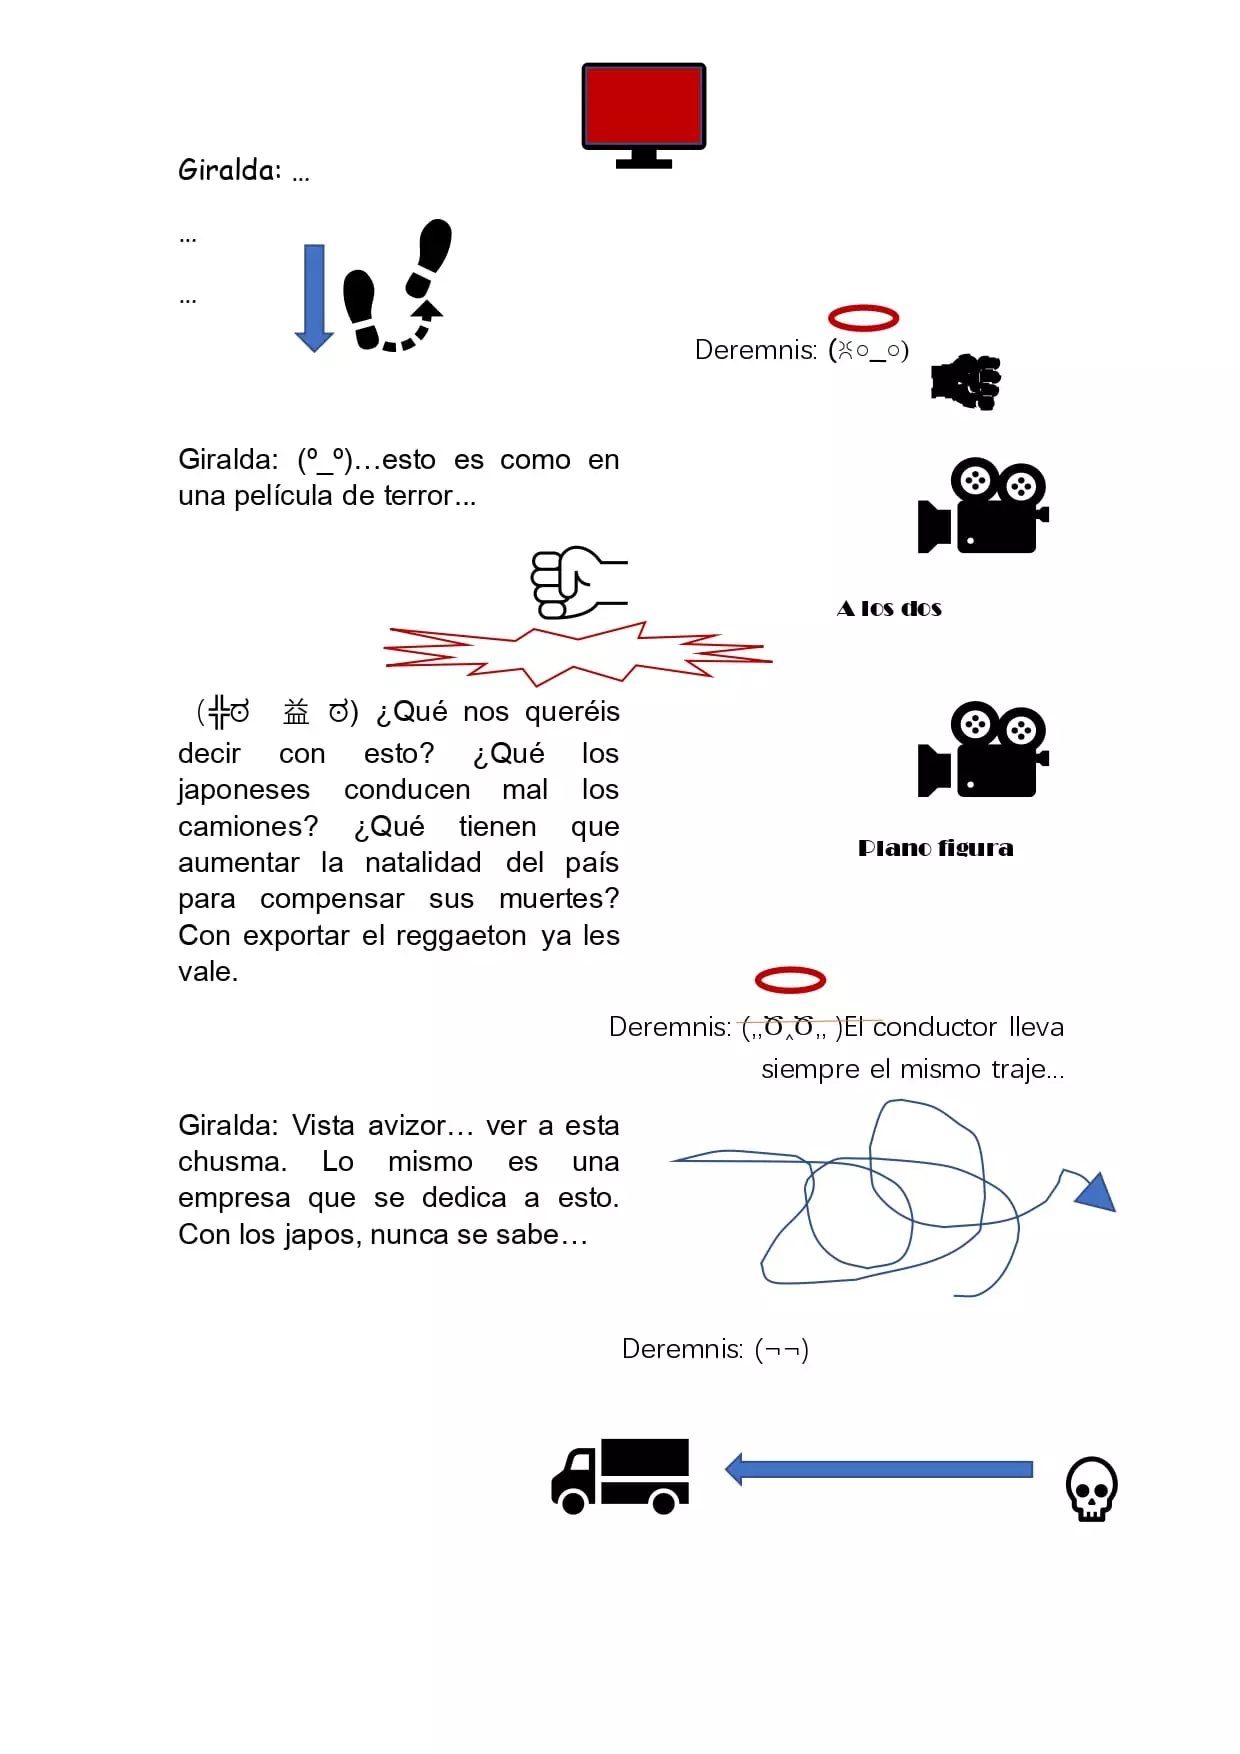 Giralda: ...
...
...
Deremnis: (ꐦ○_○)
Giralda: (º_º)…esto es como en
una película de terror...
A los dos
(╬ಠ 益 ಠ) ¿Qué nos queréis
decir con esto? ¿Qué los
japoneses conducen mal los
camiones? ¿Qué tienen que
aumentar la natalidad del país
para compensar sus muertes?
Con exportar el reggaeton ya les
vale.
Plano figura
Deremnis: (,,Ծ‸Ծ,, )El conductor lleva
siempre el mismo traje...
Giralda: Vista avizor… ver a esta
chusma. Lo mismo es una
empresa que se dedica a esto.
Con los japos, nunca se sabe…
Deremnis: (¬¬)